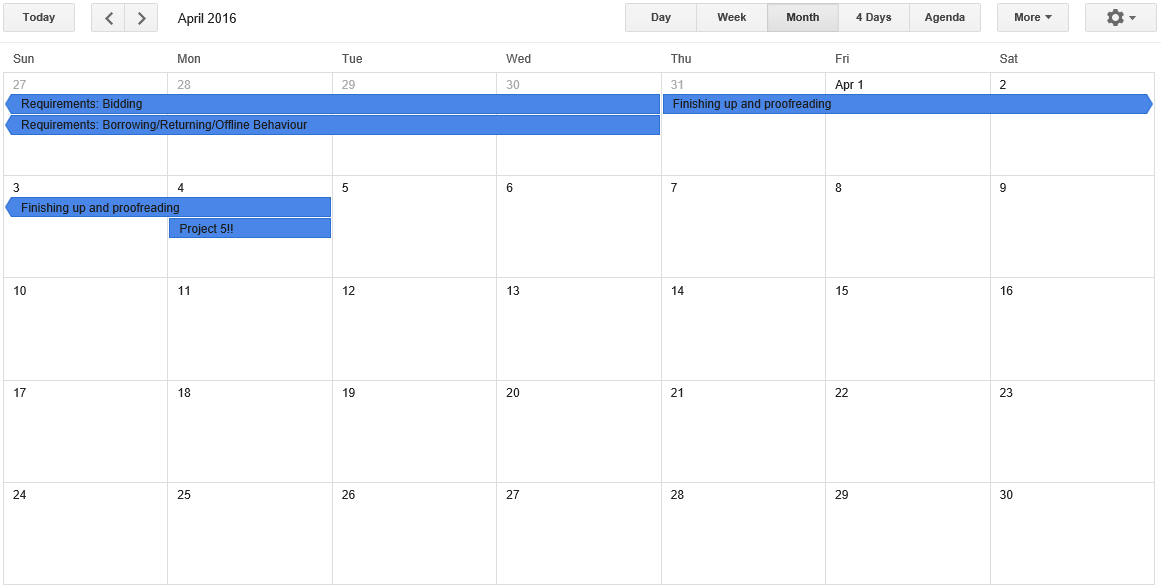 Today April 2016 Day Week Month 4 Days Agenda More
Sun Mon Tue Wed Thu Fri Sat
27 28 29 30 31 Apr 1 2
Requirements: Bidding Finishing up and proofreading
Requirements: Borrowing/Returning/Offline Behaviour
3 4 5 6 7 8 9
Finishing up and proofreading
Project 5!!
10 11 12 13 14 15 16
17 18 19 20 21 22 23
24 25 26 27 28 29 30